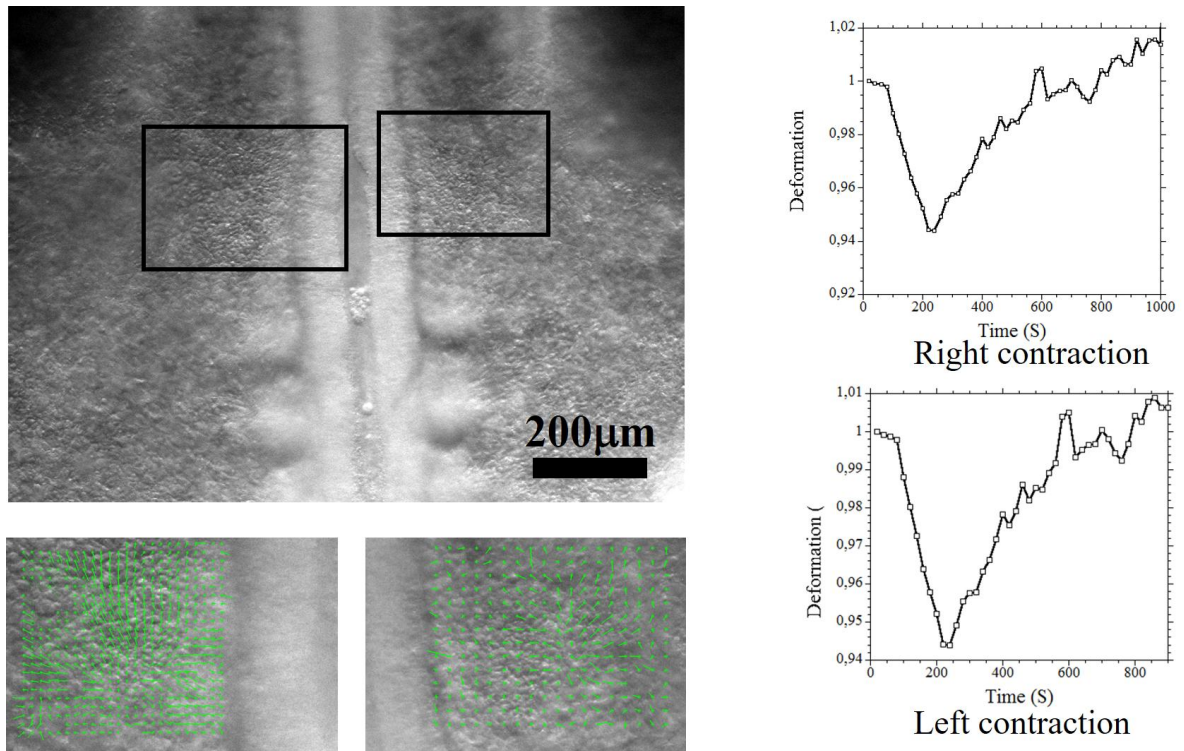 200μm
1,02
1
0,98
0,96
0,94
0,92
Deformation
0 200 400 600 800 1000
Time (S)
Right contraction
1,01
1
0,99
0,98
0,97
0,96
0,95
0,94
Deformation (
0 200 400 600 800
Time (S)
Left contraction